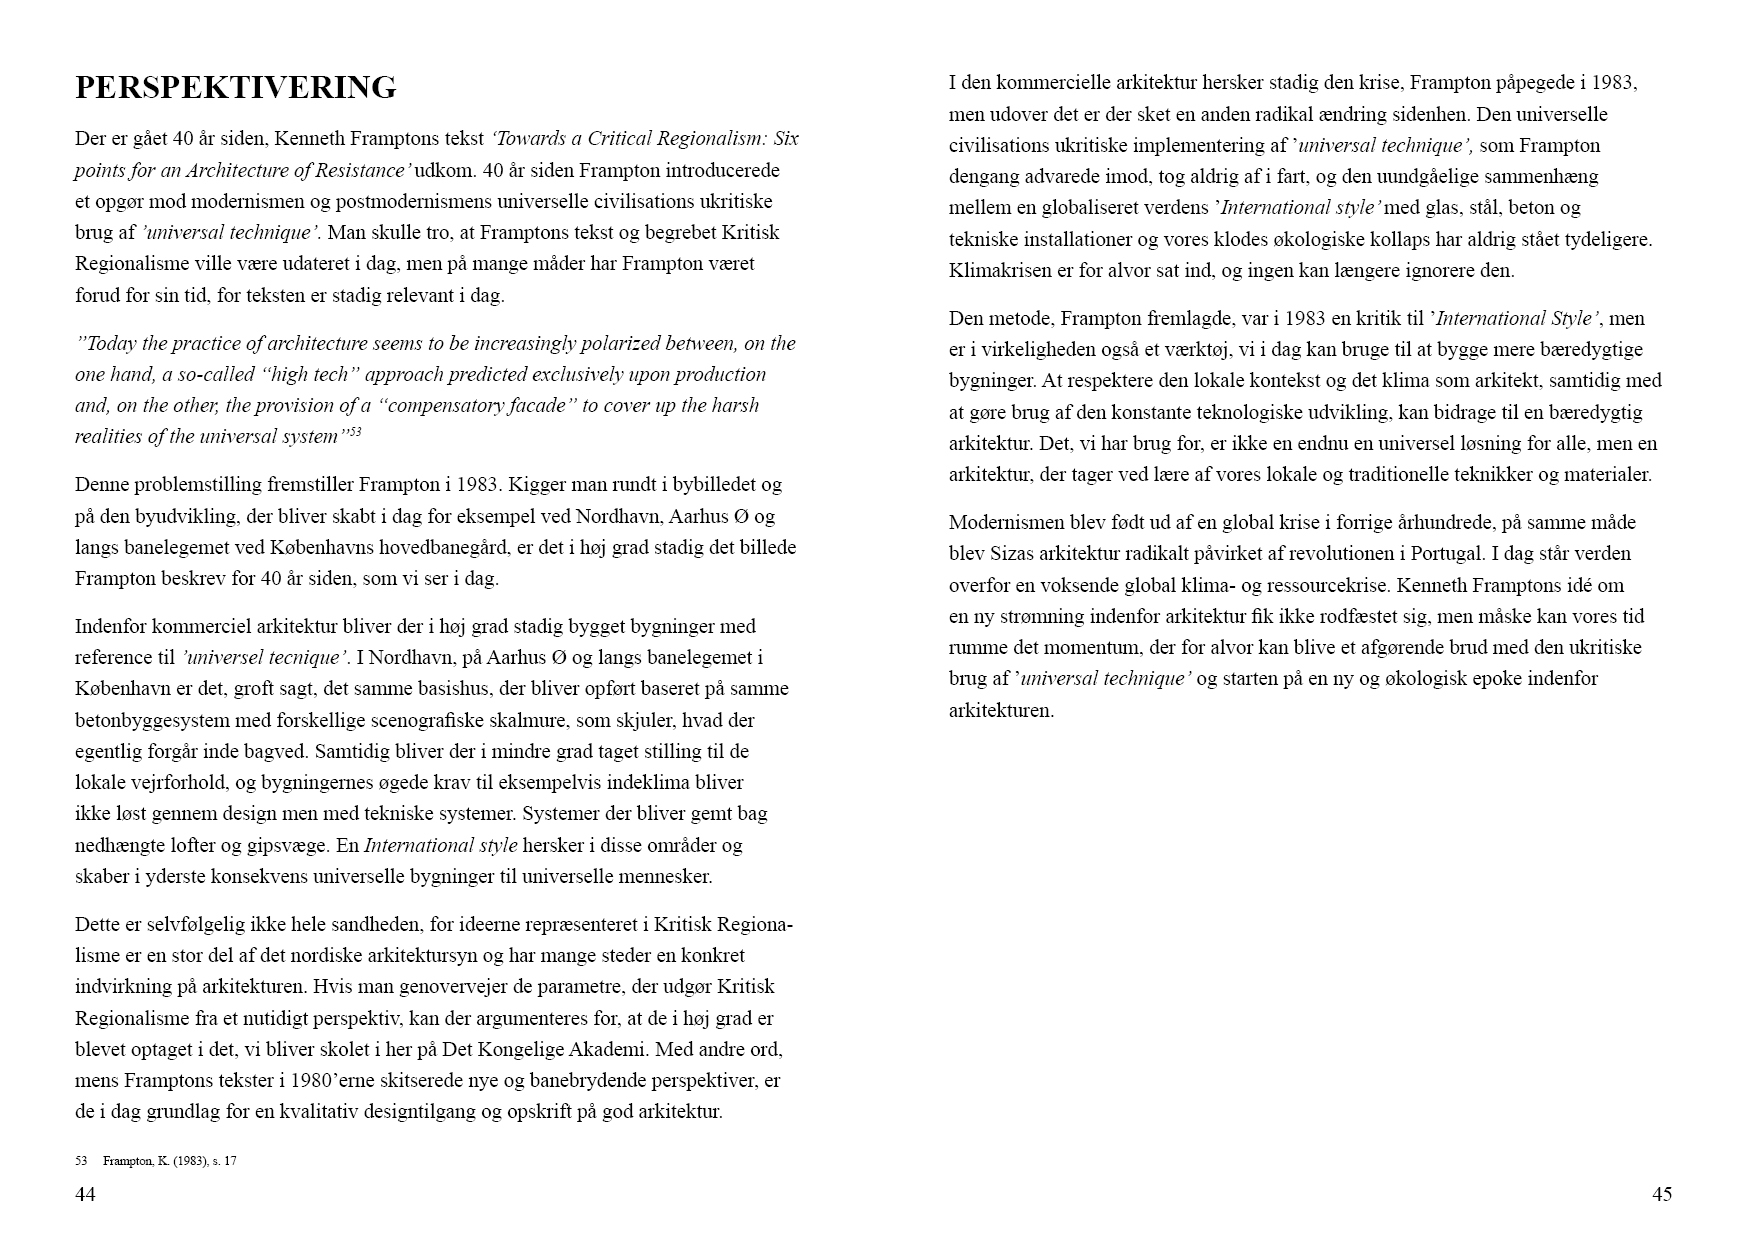 PERSPEKTIVERING
Der er gået 40 år siden, Kenneth Framptons tekst ‘Towards a Critical Regionalism: Six
points for an Architecture of Resistance’ udkom. 40 år siden Frampton introducerede
et opgør mod modernismen og postmodernismens universelle civilisations ukritiske
brug af ’universal technique’. Man skulle tro, at Framptons tekst og begrebet Kritisk
Regionalisme ville være udateret i dag, men på mange måder har Frampton været
forud for sin tid, for teksten er stadig relevant i dag.
”Today the practice of architecture seems to be increasingly polarized between, on the
one hand, a so-called “high tech” approach predicted exclusively upon production
and, on the other, the provision of a “compensatory facade” to cover up the harsh
realities of the universal system”53
Denne problemstilling fremstiller Frampton i 1983. Kigger man rundt i bybilledet og
på den byudvikling, der bliver skabt i dag for eksempel ved Nordhavn, Aarhus Ø og
langs banelegemet ved Københavns hovedbanegård, er det i høj grad stadig det billede
Frampton beskrev for 40 år siden, som vi ser i dag.
Indenfor kommerciel arkitektur bliver der i høj grad stadig bygget bygninger med
reference til ’universel tecnique’. I Nordhavn, på Aarhus Ø og langs banelegemet i
København er det, groft sagt, det samme basishus, der bliver opført baseret på samme
betonbyggesystem med forskellige scenografiske skalmure, som skjuler, hvad der
egentlig forgår inde bagved. Samtidig bliver der i mindre grad taget stilling til de
lokale vejrforhold, og bygningernes øgede krav til eksempelvis indeklima bliver
ikke løst gennem design men med tekniske systemer. Systemer der bliver gemt bag
nedhængte lofter og gipsvæge. En International style hersker i disse områder og
skaber i yderste konsekvens universelle bygninger til universelle mennesker.
Dette er selvfølgelig ikke hele sandheden, for ideerne repræsenteret i Kritisk Regiona-
lisme er en stor del af det nordiske arkitektursyn og har mange steder en konkret
indvirkning på arkitekturen. Hvis man genovervejer de parametre, der udgør Kritisk
Regionalisme fra et nutidigt perspektiv, kan der argumenteres for, at de i høj grad er
blevet optaget i det, vi bliver skolet i her på Det Kongelige Akademi. Med andre ord,
mens Framptons tekster i 1980’erne skitserede nye og banebrydende perspektiver, er
de i dag grundlag for en kvalitativ designtilgang og opskrift på god arkitektur.
53 Frampton, K. (1983), s. 17
44
I den kommercielle arkitektur hersker stadig den krise, Frampton påpegede i 1983,
men udover det er der sket en anden radikal ændring sidenhen. Den universelle
civilisations ukritiske implementering af ’universal technique’, som Frampton
dengang advarede imod, tog aldrig af i fart, og den uundgåelige sammenhæng
mellem en globaliseret verdens ’International style’ med glas, stål, beton og
tekniske installationer og vores klodes økologiske kollaps har aldrig stået tydeligere.
Klimakrisen er for alvor sat ind, og ingen kan længere ignorere den.
Den metode, Frampton fremlagde, var i 1983 en kritik til ’International Style’, men
er i virkeligheden også et værktøj, vi i dag kan bruge til at bygge mere bæredygtige
bygninger. At respektere den lokale kontekst og det klima som arkitekt, samtidig med
at gøre brug af den konstante teknologiske udvikling, kan bidrage til en bæredygtig
arkitektur. Det, vi har brug for, er ikke en endnu en universel løsning for alle, men en
arkitektur, der tager ved lære af vores lokale og traditionelle teknikker og materialer.
Modernismen blev født ud af en global krise i forrige århundrede, på samme måde
blev Sizas arkitektur radikalt påvirket af revolutionen i Portugal. I dag står verden
overfor en voksende global klima- og ressourcekrise. Kenneth Framptons idé om
en ny strømning indenfor arkitektur fik ikke rodfæstet sig, men måske kan vores tid
rumme det momentum, der for alvor kan blive et afgørende brud med den ukritiske
brug af ’universal technique’ og starten på en ny og økologisk epoke indenfor
arkitekturen.
45